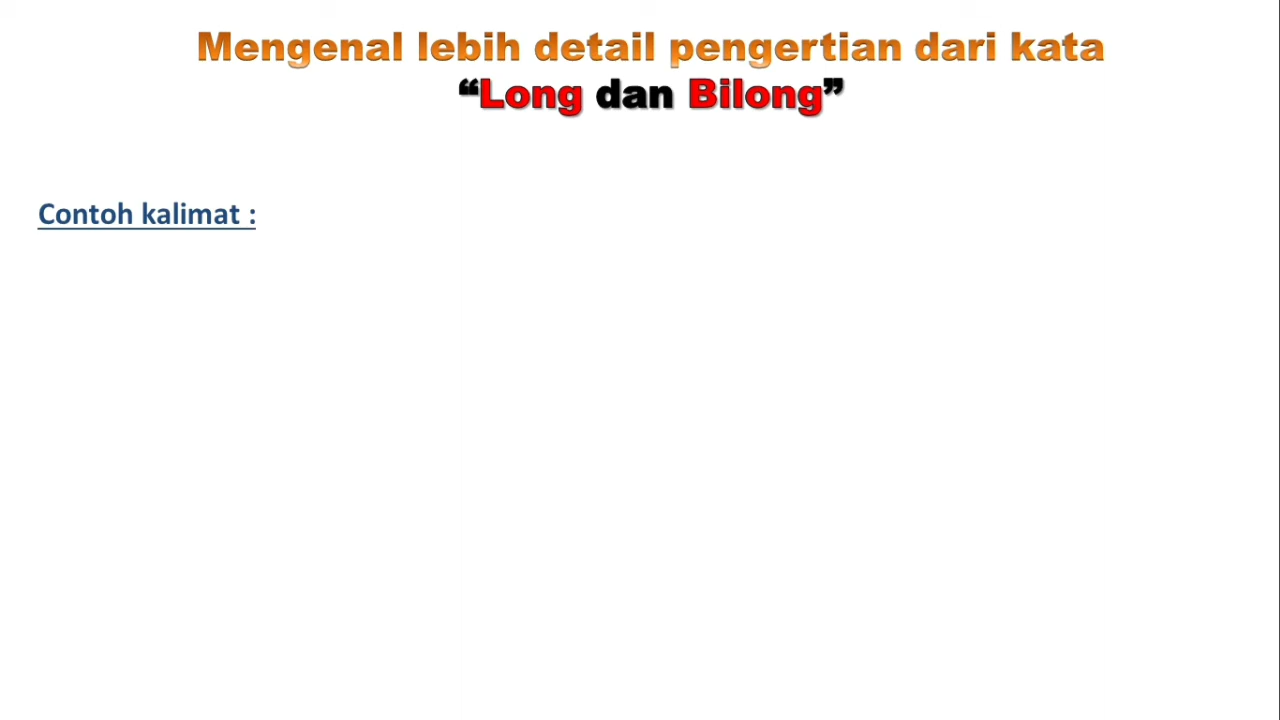 Mengenal lebih detail pengertian dari kata
“Long dan Bilong”
Contoh kalimat :